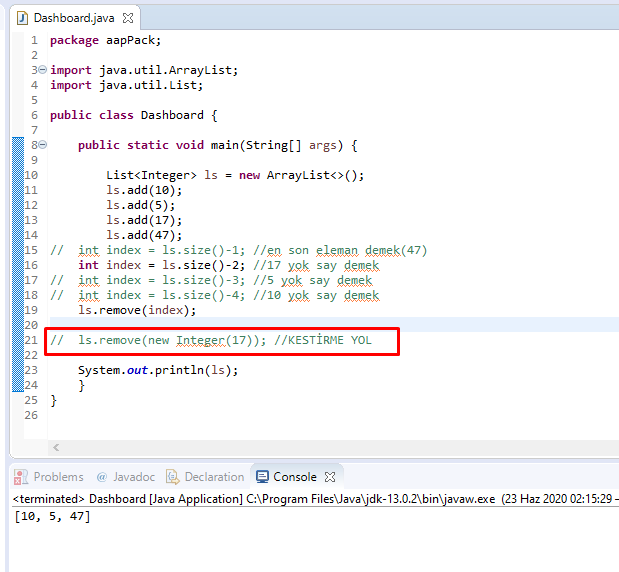 Dashboard.java
1 package aapPack;
2
3 import java.util.ArrayList;
4 import java.util.List;
5
6 public class Dashboard {
7
8     public static void main(String[] args) {
9
10         List<Integer> ls = new ArrayList<>();
11         ls.add(10);
12         ls.add(5);
13         ls.add(17);
14         ls.add(47);
15 //  int index = ls.size()-1; //en son eleman demek(47)
16     int index = ls.size()-2; //17 yok say demek
17 //  int index = ls.size()-3; //5 yok say demek
18 //  int index = ls.size()-4; //10 yok say demek
19     ls.remove(index);
20
21 //  ls.remove(new Integer(17)); //KESTİRME YOL
22
23     System.out.println(ls);
24     }
25 }
26
Problems @ Javadoc Declaration Console
<terminated> Dashboard [Java Application] C:\Program Files\Java\jdk-13.0.2\bin\javaw.exe (23 Haz 2020 02:15:29 –
[10, 5, 47]